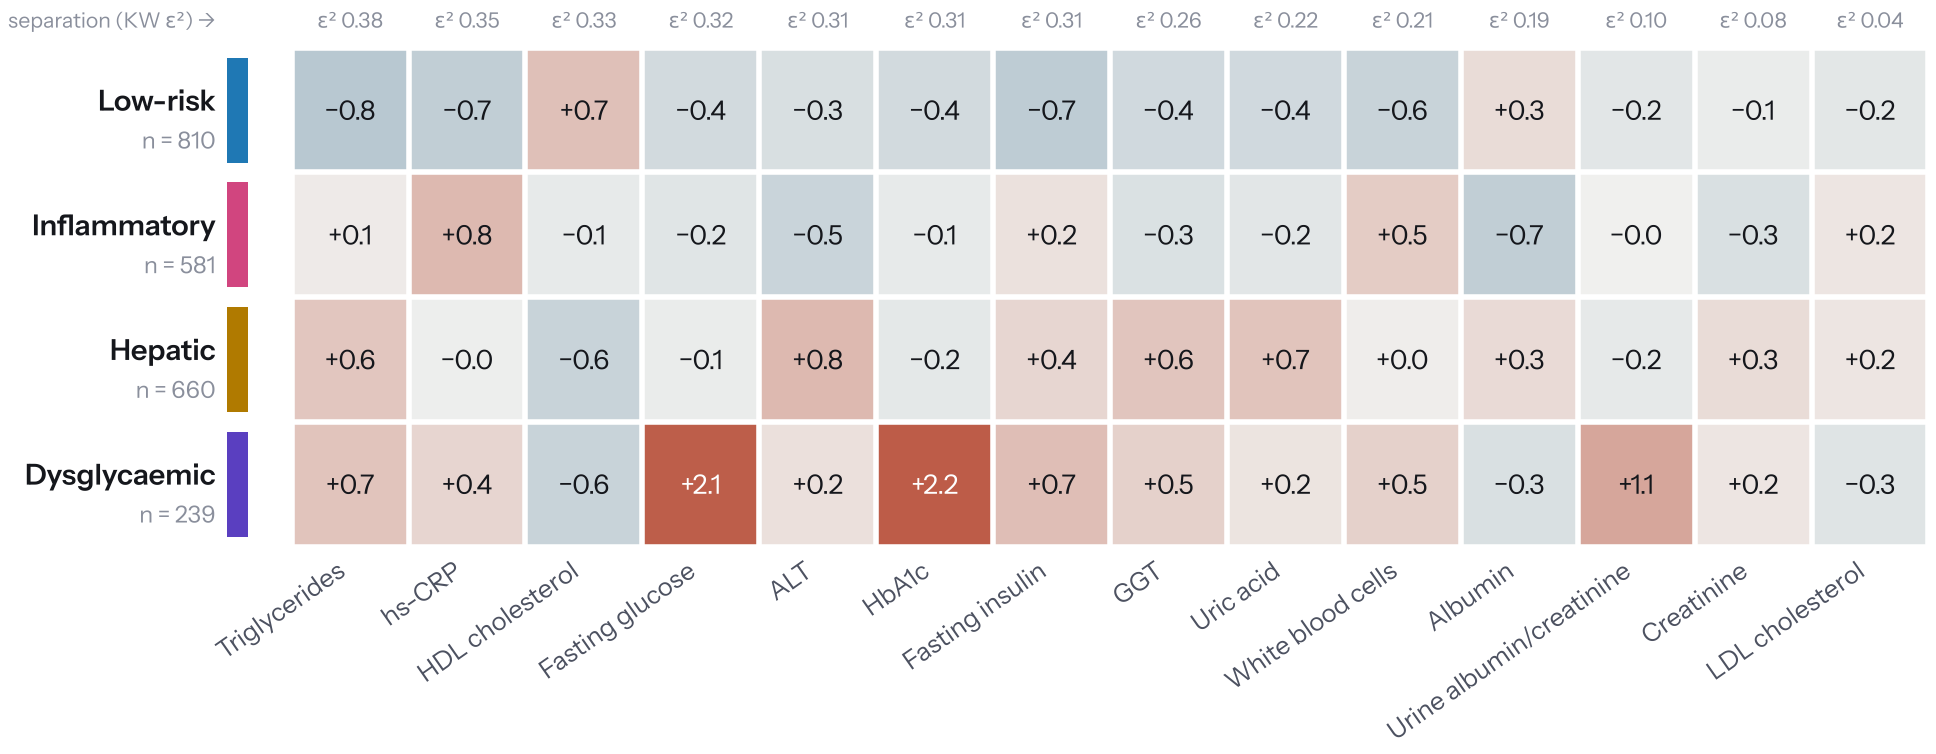 separation (KW ε²) → ε² 0.38 ε² 0.35 ε² 0.33 ε² 0.32 ε² 0.31 ε² 0.31 ε² 0.31 ε² 0.26 ε² 0.22 ε² 0.21 ε² 0.19 ε² 0.10 ε² 0.08 ε² 0.04
Low-risk −0.8 −0.7 +0.7 −0.4 −0.3 −0.4 −0.7 −0.4 −0.4 −0.6 +0.3 −0.2 −0.1 −0.2
n = 810
Inflammatory +0.1 +0.8 −0.1 −0.2 −0.5 −0.1 +0.2 −0.3 −0.2 +0.5 −0.7 −0.0 −0.3 +0.2
n = 581
Hepatic +0.6 −0.0 −0.6 −0.1 +0.8 −0.2 +0.4 +0.6 +0.7 +0.0 +0.3 −0.2 +0.3 +0.2
n = 660
Dysglycaemic +0.7 +0.4 −0.6 +2.1 +0.2 +2.2 +0.7 +0.5 +0.2 +0.5 −0.3 +1.1 +0.2 −0.3
n = 239
Triglycerides
hs-CRP
HDL cholesterol
Fasting glucose
ALT
HbA1c
Fasting insulin
GGT
Uric acid
White blood cells
Albumin
Urine albumin/creatinine
Creatinine
LDL cholesterol